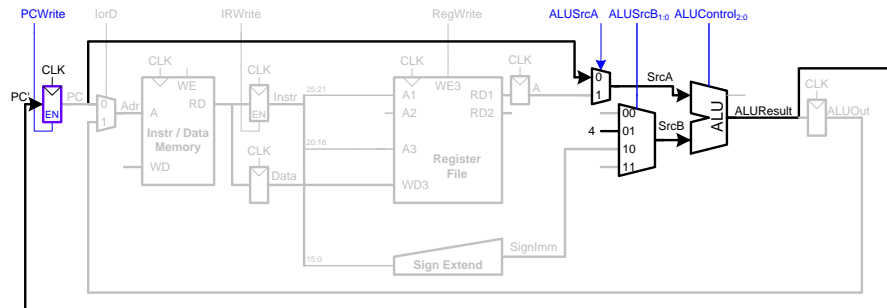 PCWrite IorD IRWrite RegWrite ALUSrcA ALUSrcB1:0 ALUControl2:0
CLK CLK CLK CLK CLK CLK
WE WE3
PC' PC 0 1 Adr A RD Instr 25:21 A1 RD1 A 0 1 SrcA
EN EN
Instr / Data Memory
A2 RD2 00 ALUOut
4 01 SrcB ALU ALUResult
20:16 A3 10
Register File
WD CLK
Data WD3 11
SignImm
15:0 Sign Extend